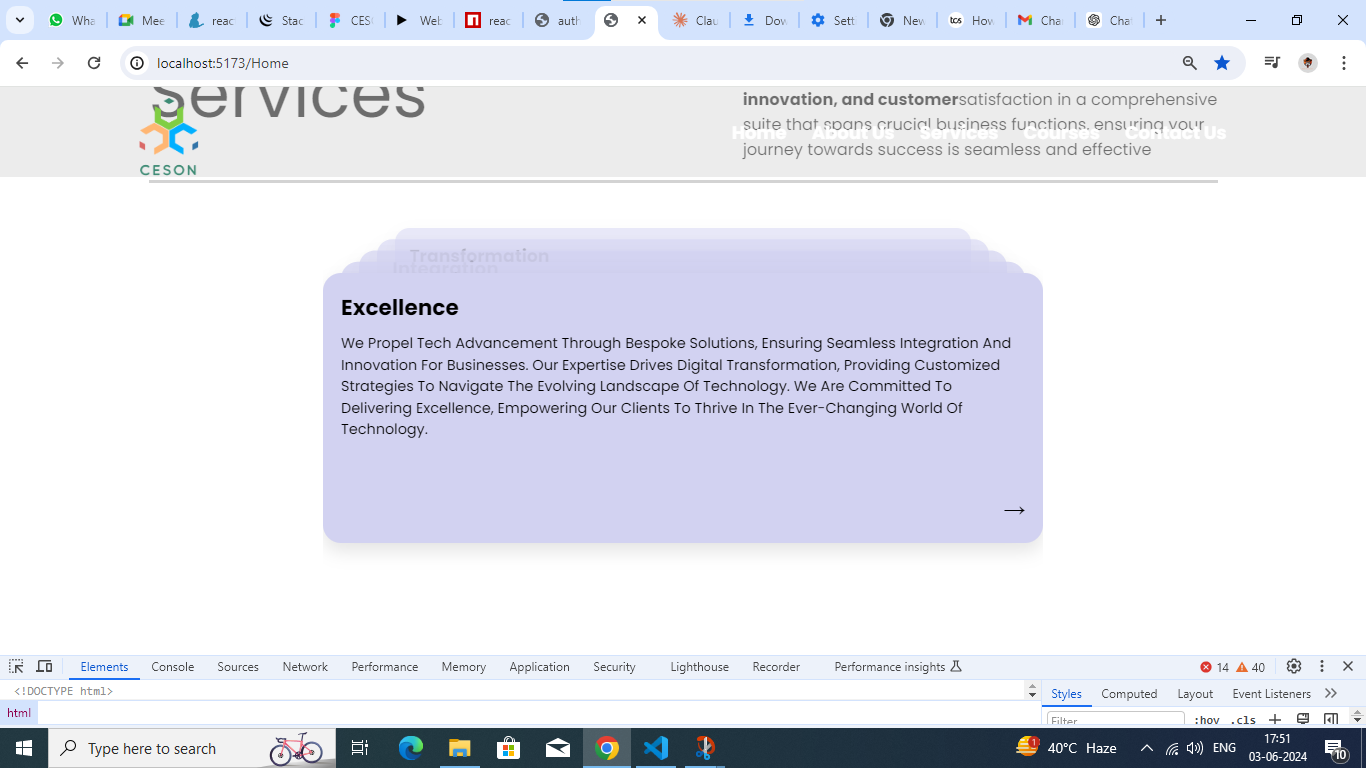 Wha
Mee
reac
Stac
CES
Web
reac
auth
Clau
Dow
Sett
New
How
Cha
Cha
localhost:5173/Home
Services
innovation, and customersatisfaction in a comprehensive
suite that spans crucial business functions, ensuring your
Home About Us Services Courses Contact Us
journey towards success is seamless and effective
CESON
Transformation
Integration
Excellence
We Propel Tech Advancement Through Bespoke Solutions, Ensuring Seamless Integration And
Innovation For Businesses. Our Expertise Drives Digital Transformation, Providing Customized
Strategies To Navigate The Evolving Landscape Of Technology. We Are Committed To
Delivering Excellence, Empowering Our Clients To Thrive In The Ever-Changing World Of
Technology.
→
Elements Console Sources Network Performance Memory Application Security Lighthouse Recorder Performance insights 14 40
<!DOCTYPE html>
Styles Computed Layout Event Listeners
html
Filter :hov .cls
Type here to search
40°C Haze
ENG
17:51
03-06-2024
10